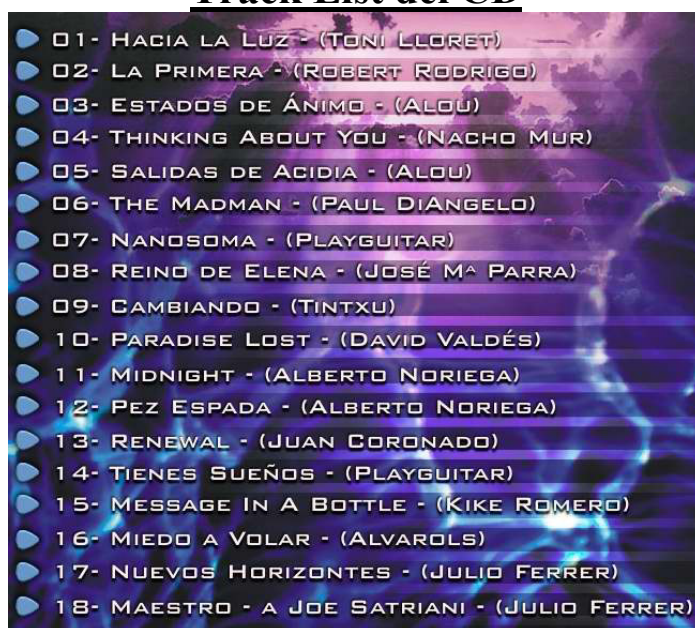 Track List del CD
01- Hacia la Luz - (Toni Lloret)
02- La Primera - (Robert Rodrigo)
03- Estados de Ánimo - (Alou)
04- Thinking About You - (Nacho Mur)
05- Salidas de Acidia - (Alou)
06- The Madman - (Paul DiAngelo)
07- Nanosoma - (Playguitar)
08- Reino de Elena - (José Mª Parra)
09- Cambiando - (Tintxu)
10- Paradise Lost - (David Valdés)
11- Midnight - (Alberto Noriega)
12- Pez Espada - (Alberto Noriega)
13- Renewal - (Juan Coronado)
14- Tienes Sueños - (Playguitar)
15- Message In A Bottle - (Kike Romero)
16- Miedo a Volar - (Alvarols)
17- Nuevos Horizontes - (Julio Ferrer)
18- Maestro - a Joe Satriani - (Julio Ferrer)